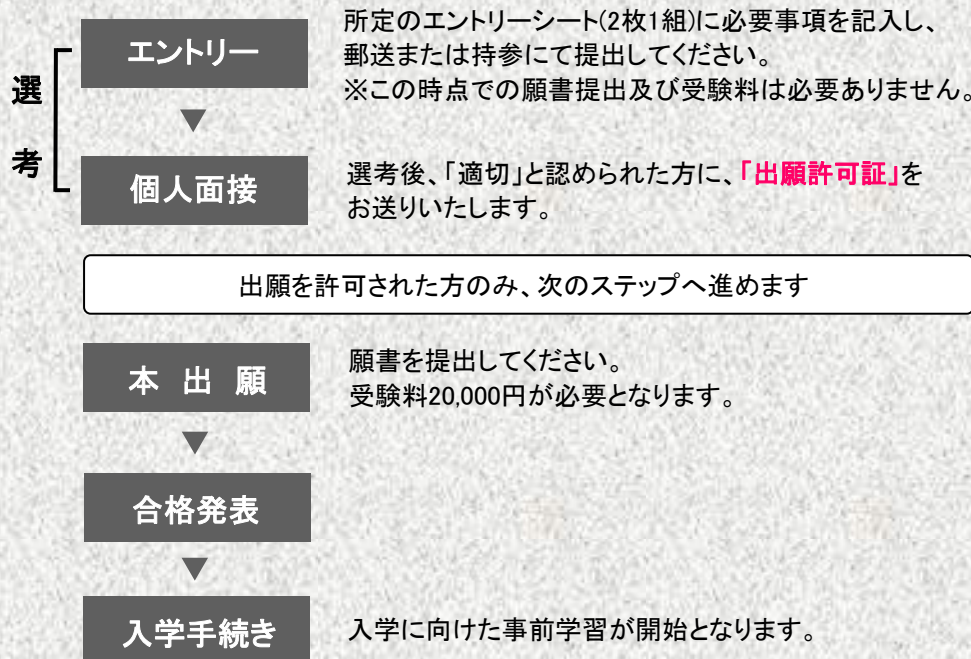 選考
エントリー
所定のエントリーシート(2枚1組)に必要事項を記入し、
郵送または持参にて提出してください。
※この時点での願書提出及び受験料は必要ありません。
▼
個人面接
選考後、「適切」と認められた方に、「出願許可証」を
お送りいたします。
出願を許可された方のみ、次のステップへ進めます
本 出 願
願書を提出してください。
受験料20,000円が必要となります。
▼
合格発表
▼
入学手続き
入学に向けた事前学習が開始となります。